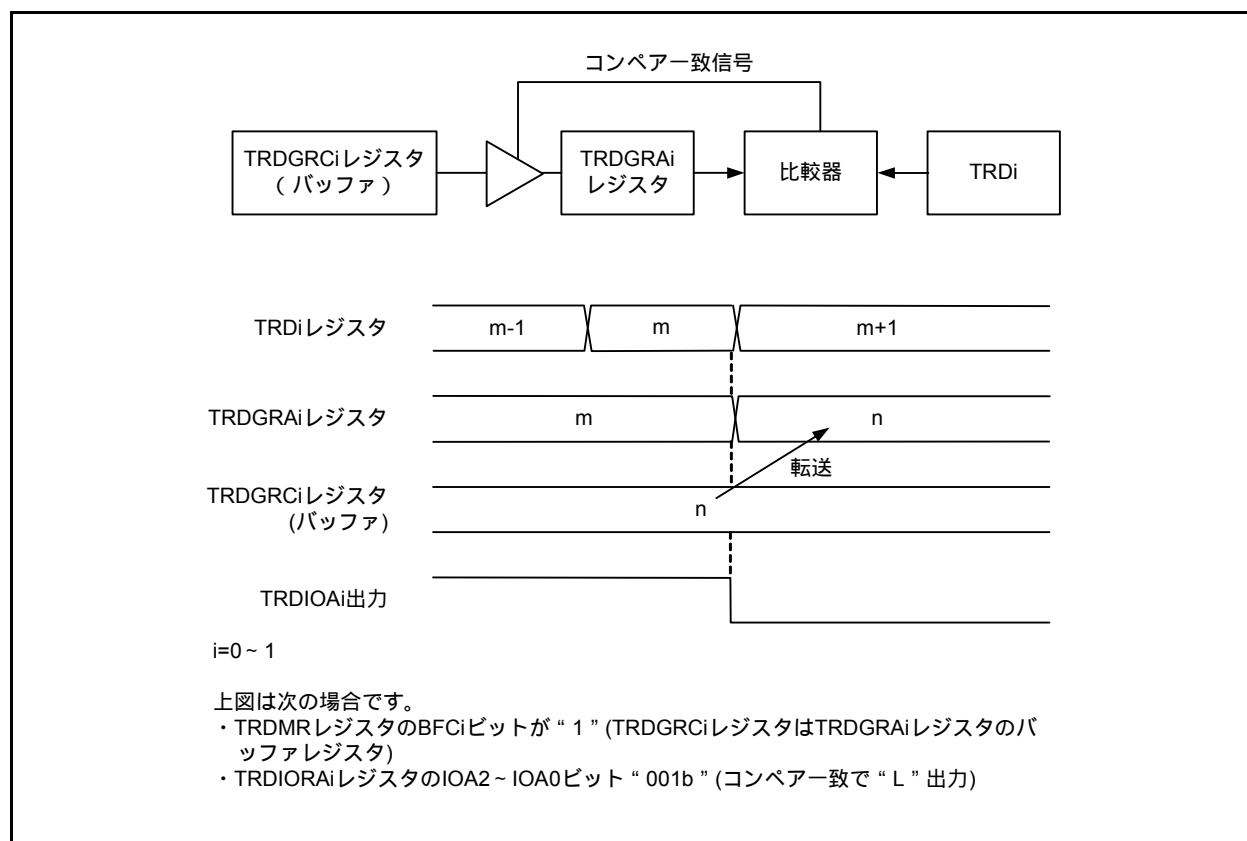 コンペア一致信号
TRDGRCiレジスタ
（バッファ）
TRDGRAi
レジスタ
比較器
TRDi
TRDiレジスタ
m-1
m
m+1
TRDGRAiレジスタ
m
n
転送
TRDGRCiレジスタ
(バッファ)
n
TRDIOAi出力
i=0～1
上図は次の場合です。
・TRDMRレジスタのBFCiビットが“1”(TRDGRCiレジスタはTRDGRAiレジスタのバ
ッファレジスタ)
・TRDIORAiレジスタのIOA2～IOA0ビット“001b”(コンペア一致で“L”出力)